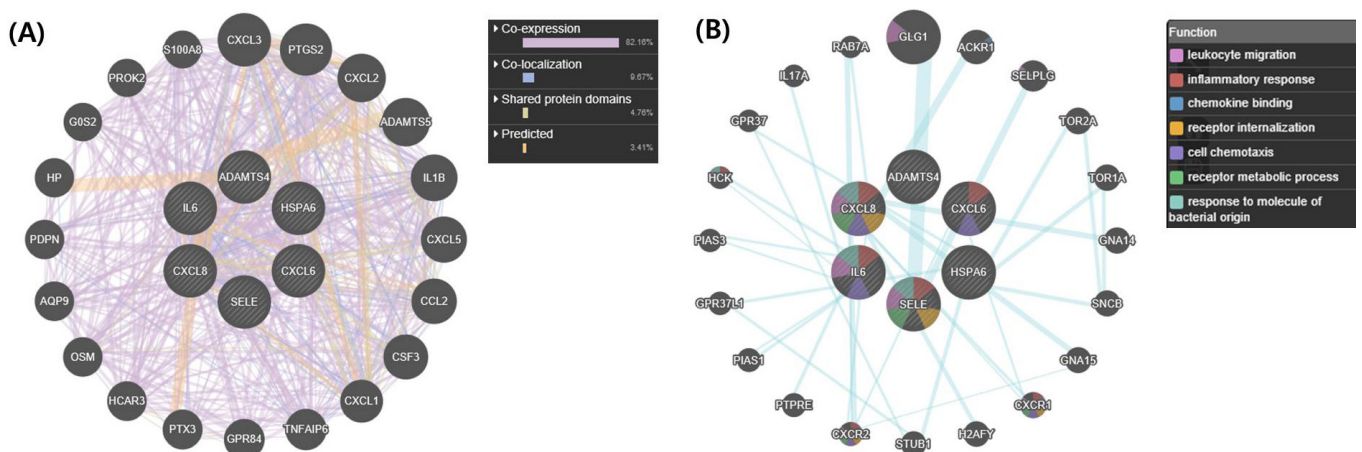 (A)
CXCL3
PTGS2
S100A8
CXCL2
PROK2
ADAMTS5
G0S2
IL1B
HP
ADAMTS4
IL6
HSPA6
PDPN
CXCL5
CXCL8
CXCL6
AQP9
SELE
CCL2
OSM
CSF3
HCAR3
CXCL1
PTX3
GPR84
TNFAIP6
Co-expression
82.16%
Co-localization
9.67%
Shared protein domains
4.76%
Predicted
3.41%
(B)
GLG1
RAB7A
ACKR1
IL17A
SELPLG
GPR37
TOR2A
HCK
ADAMTS4
TOR1A
CXCL8
CXCL6
PIAS3
GNA14
IL6
HSPA6
GPR37L1
SELE
SNCB
PIAS1
GNA15
PTPRE
CXCR1
CXCR2
STUB1
H2AFY
Function
leukocyte migration
inflammatory response
chemokine binding
receptor internalization
cell chemotaxis
receptor metabolic process
response to molecule of
bacterial origin